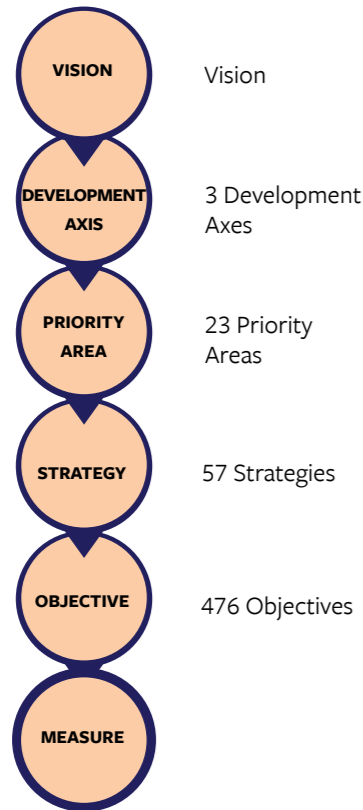 VISION
Vision
DEVELOPMENT
AXIS
3 Development
Axes
PRIORITY
AREA
23 Priority
Areas
STRATEGY
57 Strategies
OBJECTIVE
476 Objectives
MEASURE